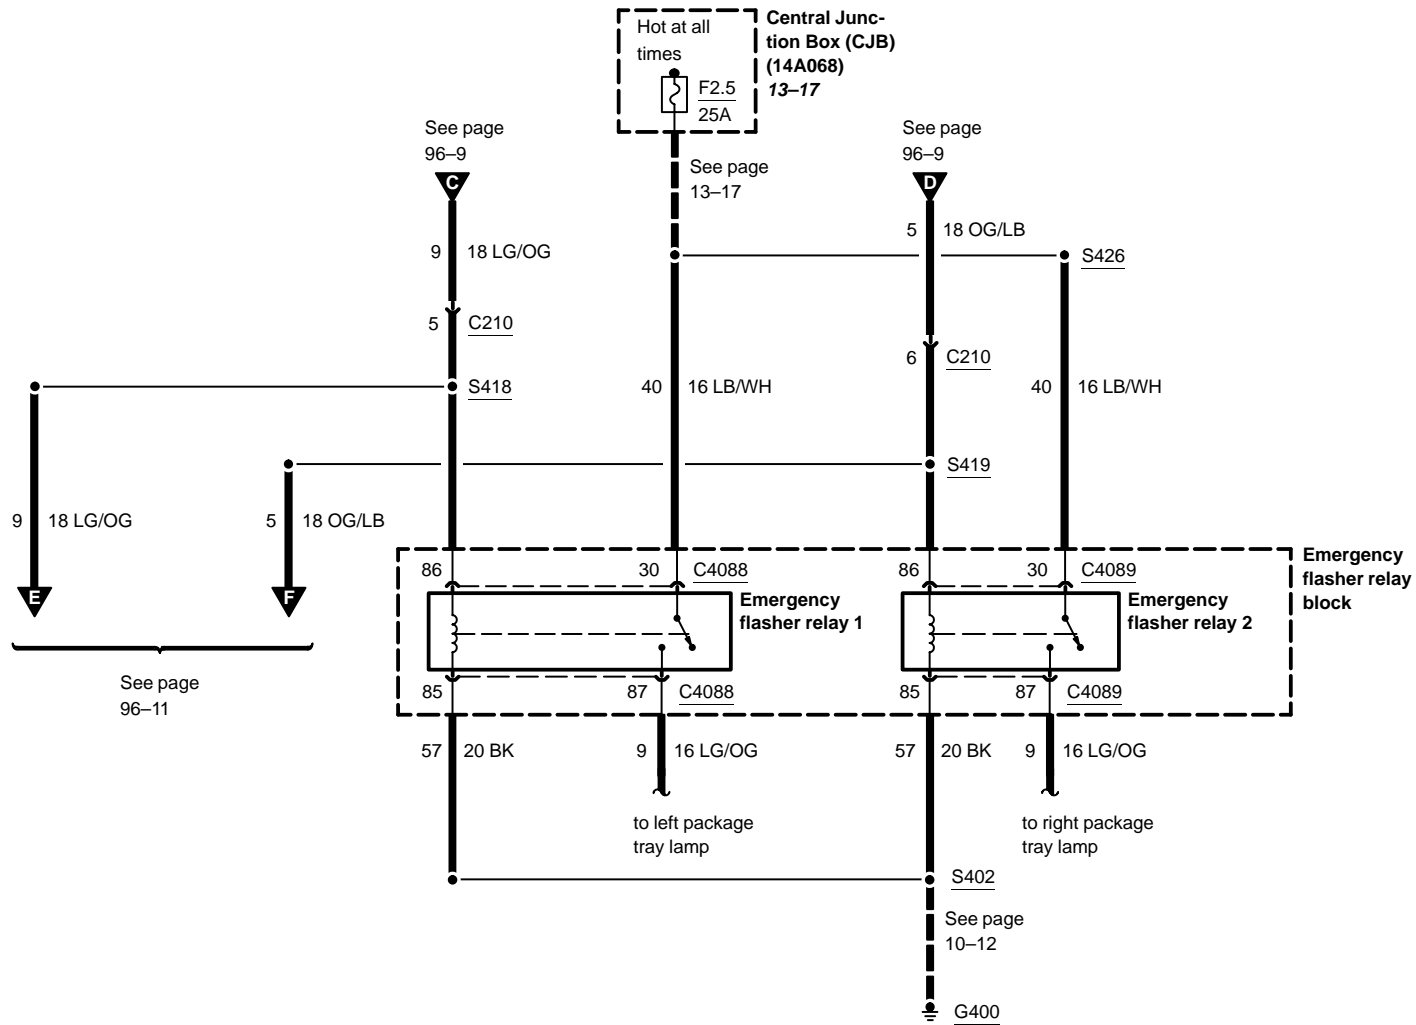 Hot at all
times
F2.5
25A
Central Junc-
tion Box (CJB)
(14A068)
13–17
See page
96–9
C
See page
13–17
See page
96–9
D
5 18 OG/LB
9 18 LG/OG
S426
5 C210
6 C210
S418
40 16 LB/WH
40 16 LB/WH
S419
9 18 LG/OG
5 18 OG/LB
E
F
See page
96–11
Emergency
flasher relay
block
86
30 C4088
86
30 C4089
Emergency
flasher relay 1
Emergency
flasher relay 2
85
87 C4088
85
87 C4089
57 20 BK
9 16 LG/OG
57 20 BK
9 16 LG/OG
to left package
tray lamp
to right package
tray lamp
S402
See page
10–12
G400